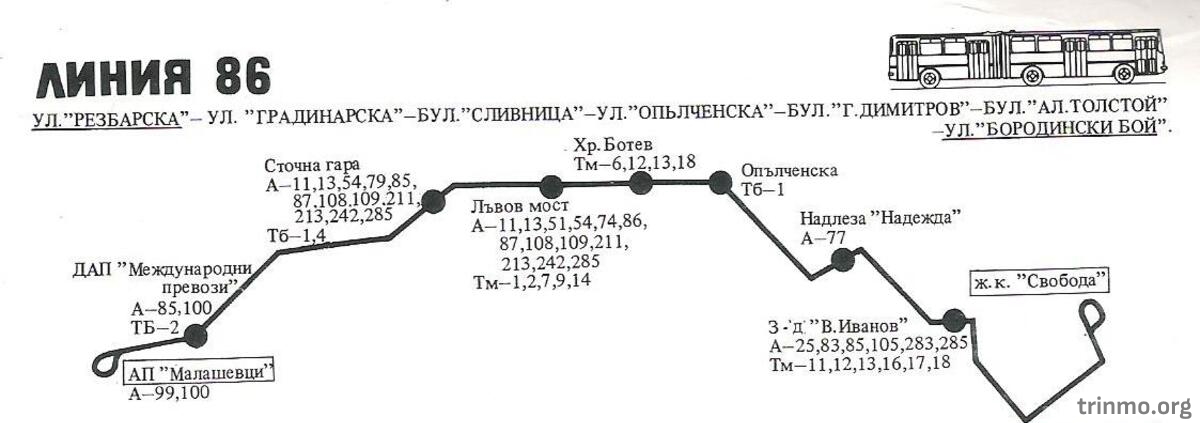 ЛИНИЯ 86
УЛ."РЕЗБАРСКА"– УЛ. "ГРАДИНАРСКА"–БУЛ."СЛИВНИЦА"–УЛ."ОПЬЛЧЕНСКА"–БУЛ."Г.ДИМИТРОВ"–БУЛ."АЛ.ТОЛСТОЙ"
–УЛ."БОРОДИНСКИ БОЙ".
Хр. Ботев
Тм–6,12,13,18
Сточна гара
А–11,13,54,79,85,
87,108,109.211,
213,242,285
Тб–1,4
Лъвов мост
А–11,13,51,54,74,86,
87,108,109,211,
213,242,285
Тм–1,2,7,9,14
Опълченска
Тб–1
Надлеза "Надежда"
А–77
ДАП "Международни
превози"
А–85,100
ТБ–2
ж.к. "Свобода"
З-д "В.Иванов"
А–25,83,85,105,283,285
Тм–11,12,13,16,17,18
АП "Малашевци"
А–99,100
trinmo.org